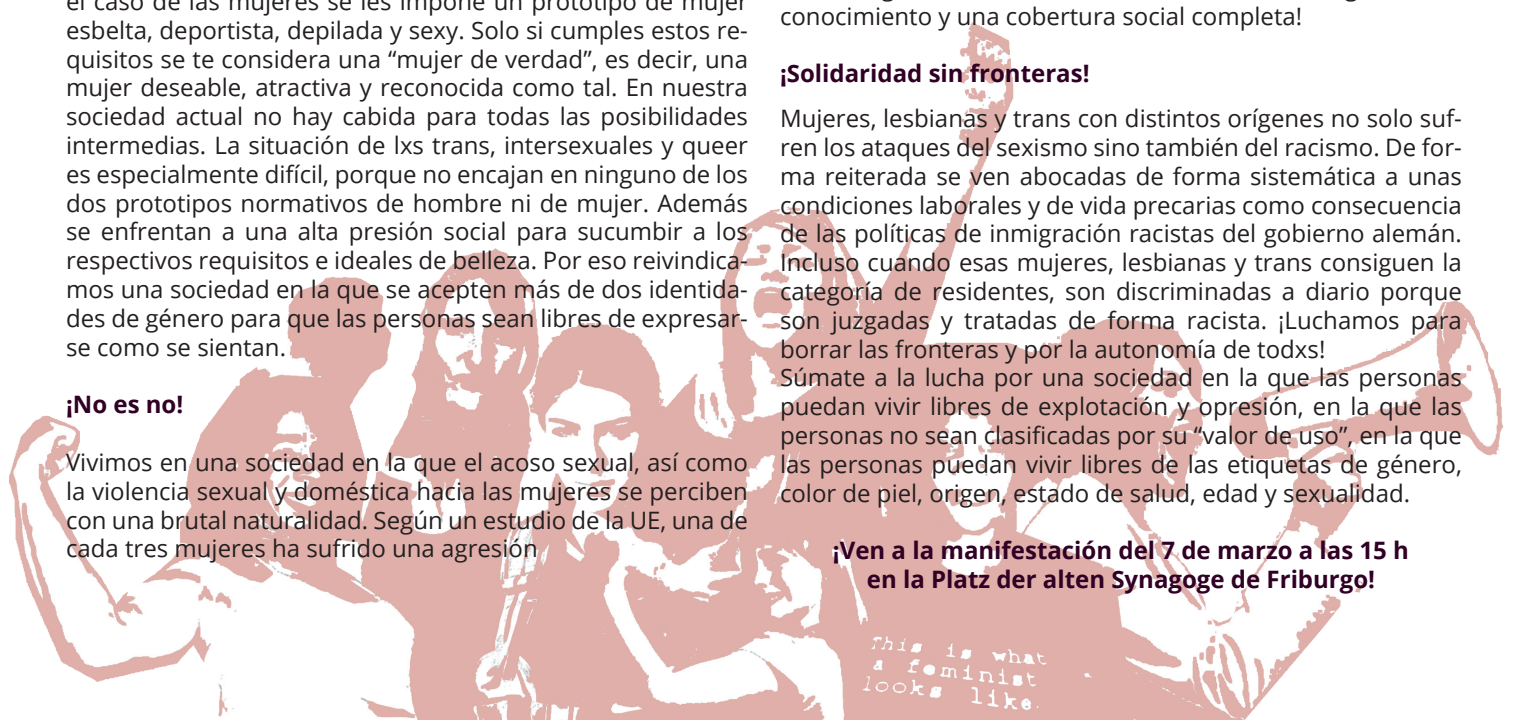 el caso de las mujeres se les impone un prototipo de mujer
esbelta, deportista, depilada y sexy. Solo si cumples estos re-
quisitos se te considera una “mujer de verdad”, es decir, una
mujer deseable, atractiva y reconocida como tal. En nuestra
sociedad actual no hay cabida para todas las posibilidades
intermedias. La situación de lxs trans, intersexuales y queer
es especialmente difícil, porque no encajan en ninguno de los
dos prototipos normativos de hombre ni de mujer. Además
se enfrentan a una alta presión social para sucumbir a los
respectivos requisitos e ideales de belleza. Por eso reivindica-
mos una sociedad en la que se acepten más de dos identida-
des de género para que las personas sean libres de expresar-
se como se sientan.
¡No es no!
Vivimos en una sociedad en la que el acoso sexual, así como
la violencia sexual y doméstica hacia las mujeres se perciben
con una brutal naturalidad. Según un estudio de la UE, una de
cada tres mujeres ha sufrido una agresión
conocimiento y una cobertura social completa!
¡Solidaridad sin fronteras!
Mujeres, lesbianas y trans con distintos orígenes no solo suf-
ren los ataques del sexismo sino también del racismo. De for-
ma reiterada se ven abocadas de forma sistemática a unas
condiciones laborales y de vida precarias como consecuencia
de las políticas de inmigración racistas del gobierno alemán.
Incluso cuando esas mujeres, lesbianas y trans consiguen la
categoría de residentes, son discriminadas a diario porque
son juzgadas y tratadas de forma racista. ¡Luchamos para
borrar las fronteras y por la autonomía de todxs!
Súmate a la lucha por una sociedad en la que las personas
puedan vivir libres de explotación y opresión, en la que las
personas no sean clasificadas por su “valor de uso”, en la que
las personas puedan vivir libres de las etiquetas de género,
color de piel, origen, estado de salud, edad y sexualidad.
¡Ven a la manifestación del 7 de marzo a las 15 h
en la Platz der alten Synagoge de Friburgo!
This is what
a feminist
looks like.